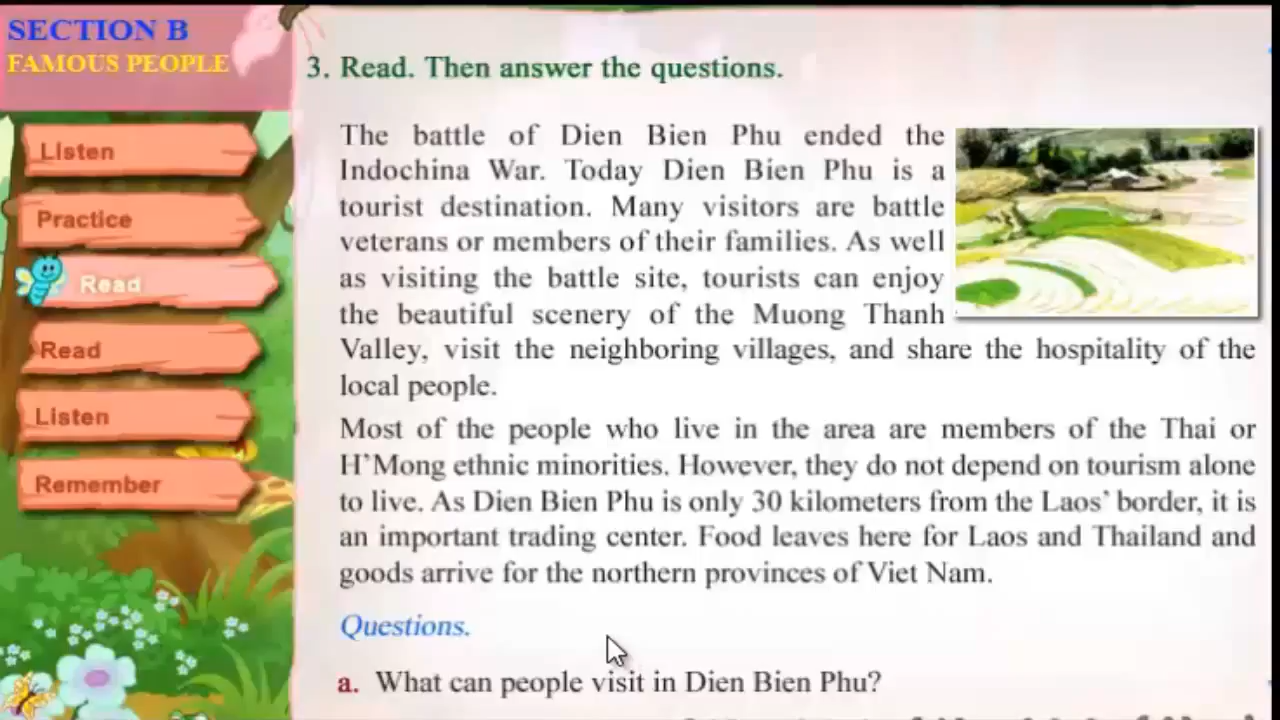 SECTION B
FAMOUS PEOPLE
Listen
Practice
Read
Read
Listen
Remember
3. Read. Then answer the questions.
The battle of Dien Bien Phu ended the
Indochina War. Today Dien Bien Phu is a
tourist destination. Many visitors are battle
veterans or members of their families. As well
as visiting the battle site, tourists can enjoy
the beautiful scenery of the Muong Thanh
Valley, visit the neighboring villages, and share the hospitality of the
local people.
Most of the people who live in the area are members of the Thai or
H'Mong ethnic minorities. However, they do not depend on tourism alone
to live. As Dien Bien Phu is only 30 kilometers from the Laos' border, it is
an important trading center. Food leaves here for Laos and Thailand and
goods arrive for the northern provinces of Viet Nam.
Questions.
a. What can people visit in Dien Bien Phu?